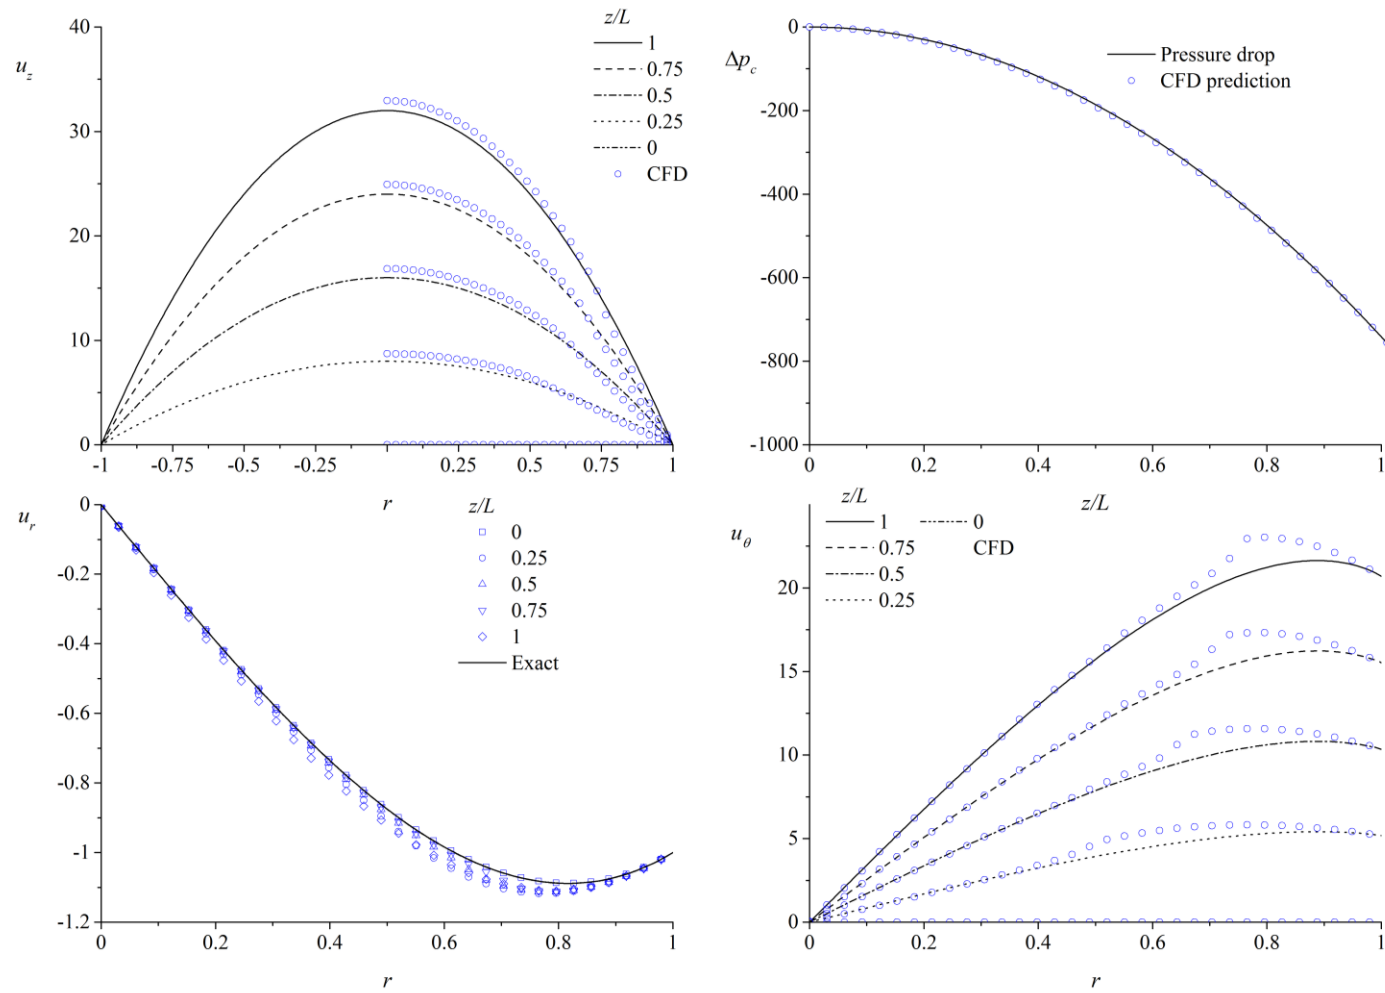 z/L
1
0.75
0.5
0.25
0
CFD
u_z
40
30
20
10
0
-1 -0.75 -0.5 -0.25 0.25 0.5 0.75 1
r
Δp_c
Pressure drop
CFD prediction
0
-200
-400
-600
-800
-1000
0 0.2 0.4 0.6 0.8 1
z/L
u_r
z/L
0
0.25
0.5
0.75
1
Exact
0
-0.2
-0.4
-0.6
-0.8
-1
-1.2
0 0.2 0.4 0.6 0.8 1
r
z/L
1 0
0.75 CFD
0.5
0.25
u_θ
20
15
10
5
0
0 0.2 0.4 0.6 0.8 1
r